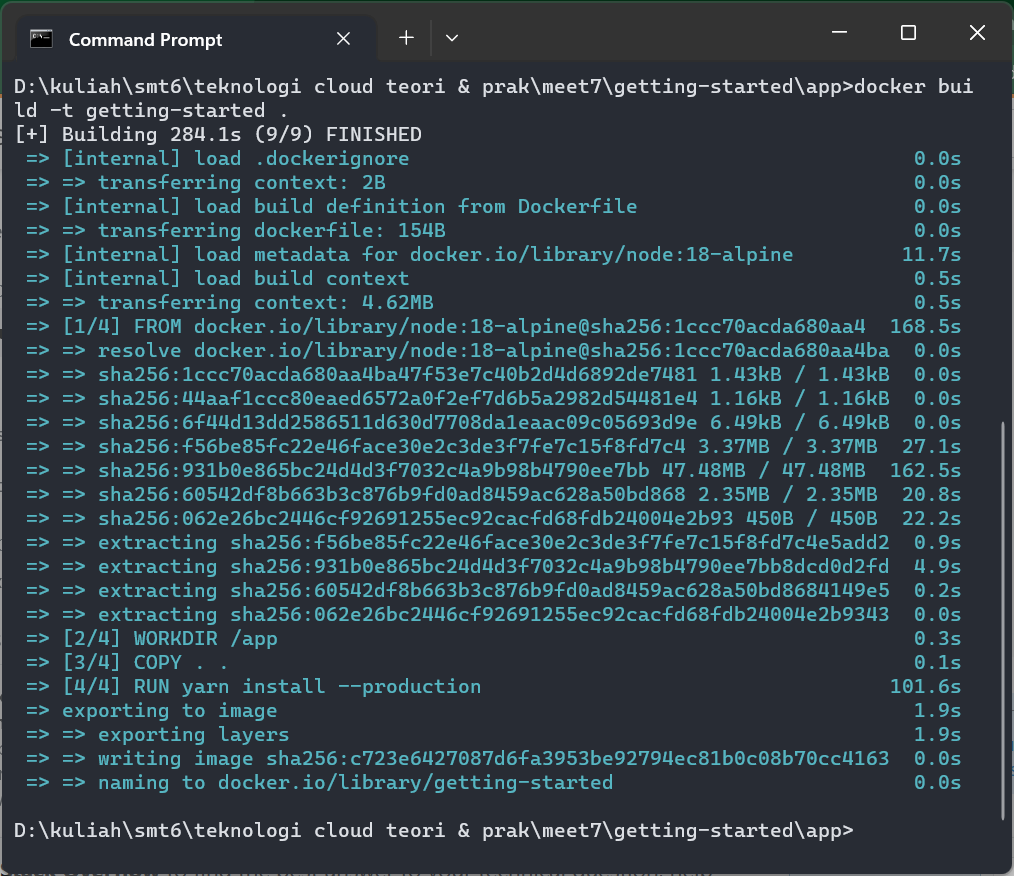 Command Prompt
D:\kuliah\smt6\teknologi cloud teori & prak\meet7\getting-started\app>docker bui
ld -t getting-started .
[+] Building 284.1s (9/9) FINISHED
=> [internal] load .dockerignore 0.0s
=> => transferring context: 2B 0.0s
=> [internal] load build definition from Dockerfile 0.0s
=> => transferring dockerfile: 154B 0.0s
=> [internal] load metadata for docker.io/library/node:18-alpine 11.7s
=> [internal] load build context 0.5s
=> => transferring context: 4.62MB 0.5s
=> [1/4] FROM docker.io/library/node:18-alpine@sha256:1ccc70acda680aa4 168.5s
=> => resolve docker.io/library/node:18-alpine@sha256:1ccc70acda680aa4ba 0.0s
=> => sha256:1ccc70acda680aa4ba47f53e7c40b2d4d6892de7481 1.43kB / 1.43kB 0.0s
=> => sha256:44aaf1ccc80eaed6572a0f2ef7d6b5a2982d54481e4 1.16kB / 1.16kB 0.0s
=> => sha256:6f44d13dd2586511d630d7708da1eaac09c05693d9e 6.49kB / 6.49kB 0.0s
=> => sha256:f56be85fc22e46face30e2c3de3f7fe7c15f8fd7c4 3.37MB / 3.37MB 27.1s
=> => sha256:931b0e865bc24d4d3f7032c4a9b98b4790ee7bb 47.48MB / 47.48MB 162.5s
=> => sha256:60542df8b663b3c876b9fd0ad8459ac628a50bd868 2.35MB / 2.35MB 20.8s
=> => sha256:062e26bc2446cf92691255ec92cacfd68fdb24004e2b93 450B / 450B 22.2s
=> => extracting sha256:f56be85fc22e46face30e2c3de3f7fe7c15f8fd7c4e5add2 0.9s
=> => extracting sha256:931b0e865bc24d4d3f7032c4a9b98b4790ee7bb8dcd0d2fd 4.9s
=> => extracting sha256:60542df8b663b3c876b9fd0ad8459ac628a50bd8684149e5 0.2s
=> => extracting sha256:062e26bc2446cf92691255ec92cacfd68fdb24004e2b9343 0.0s
=> [2/4] WORKDIR /app 0.3s
=> [3/4] COPY . . 0.1s
=> [4/4] RUN yarn install --production 101.6s
=> exporting to image 1.9s
=> => exporting layers 1.9s
=> => writing image sha256:c723e6427087d6fa3953be92794ec81b0c08b70cc4163 0.0s
=> => naming to docker.io/library/getting-started 0.0s
D:\kuliah\smt6\teknologi cloud teori & prak\meet7\getting-started\app>